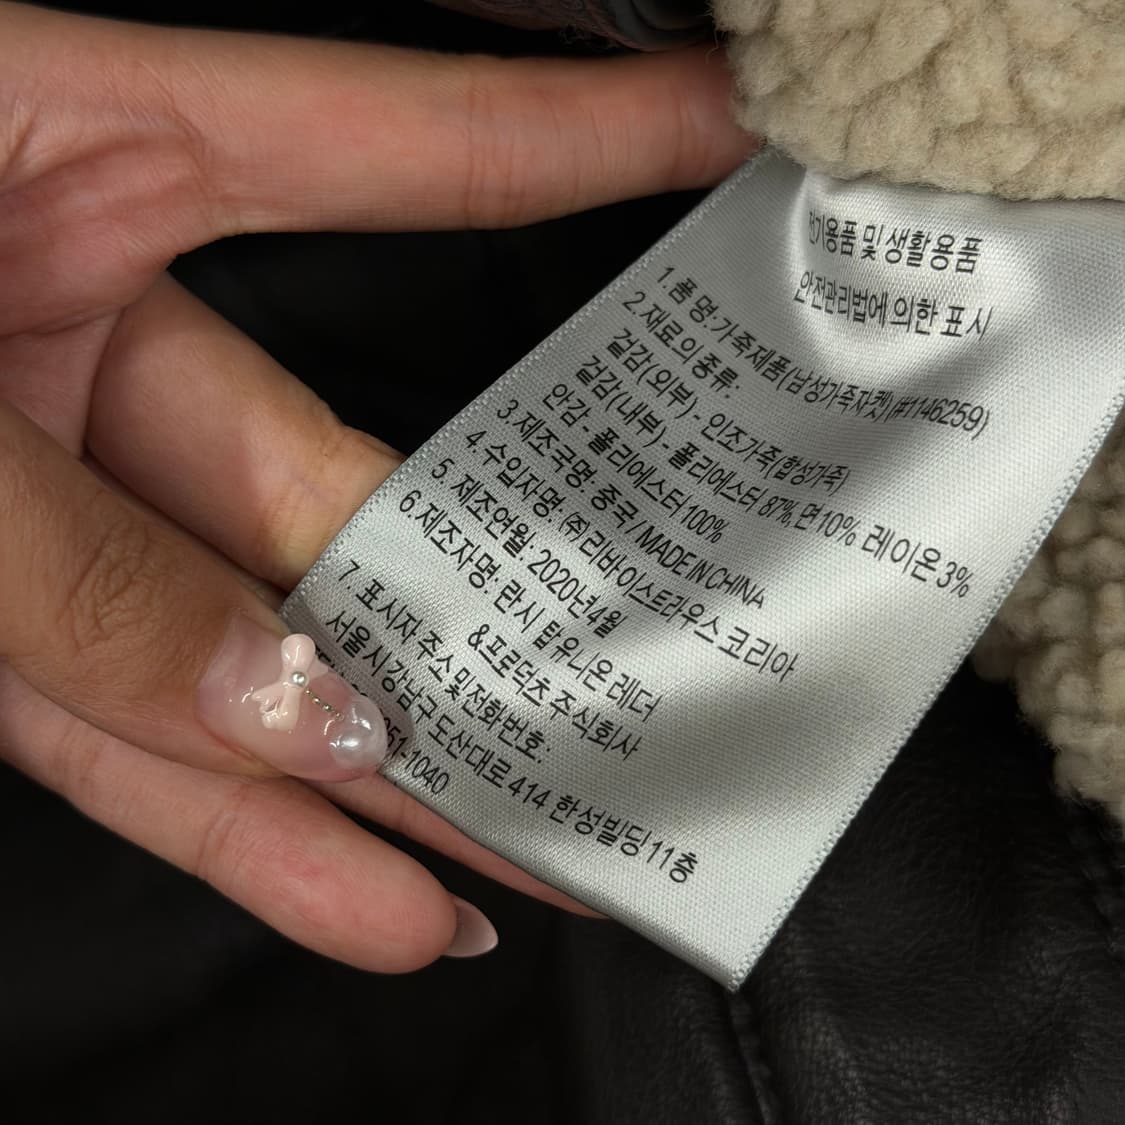 전기용품 및 생활용품
안전관리법에 의한 표시
1.품 명: 가죽제품(남성가죽자켓) (#1146259)
2.재료의 종류:
겉감(외부) - 인조가죽(합성가죽)
겉감(내부) - 폴리에스터 87%, 면 10% 레이온 3%
안감 - 폴리에스터 100%
3.제조국명: 중국 / MADE IN CHINA
4.수입자명: ㈜리바이스트라우스 코리아
5. 제조연월: 2020년 4월
6.제조자명: 란시 탑유니온 레더
&프로덕츠 주식회사
7. 표시자 주소 및 전화번호:
서울시 강남구 도산대로 414 한성빌딩 11층
51-1040